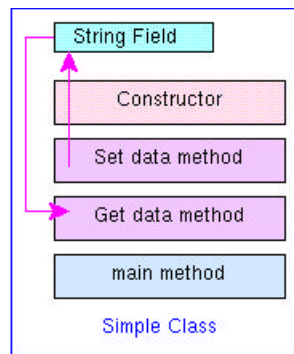 String Field
Constructor
Set data method
Get data method
main method
Simple Class